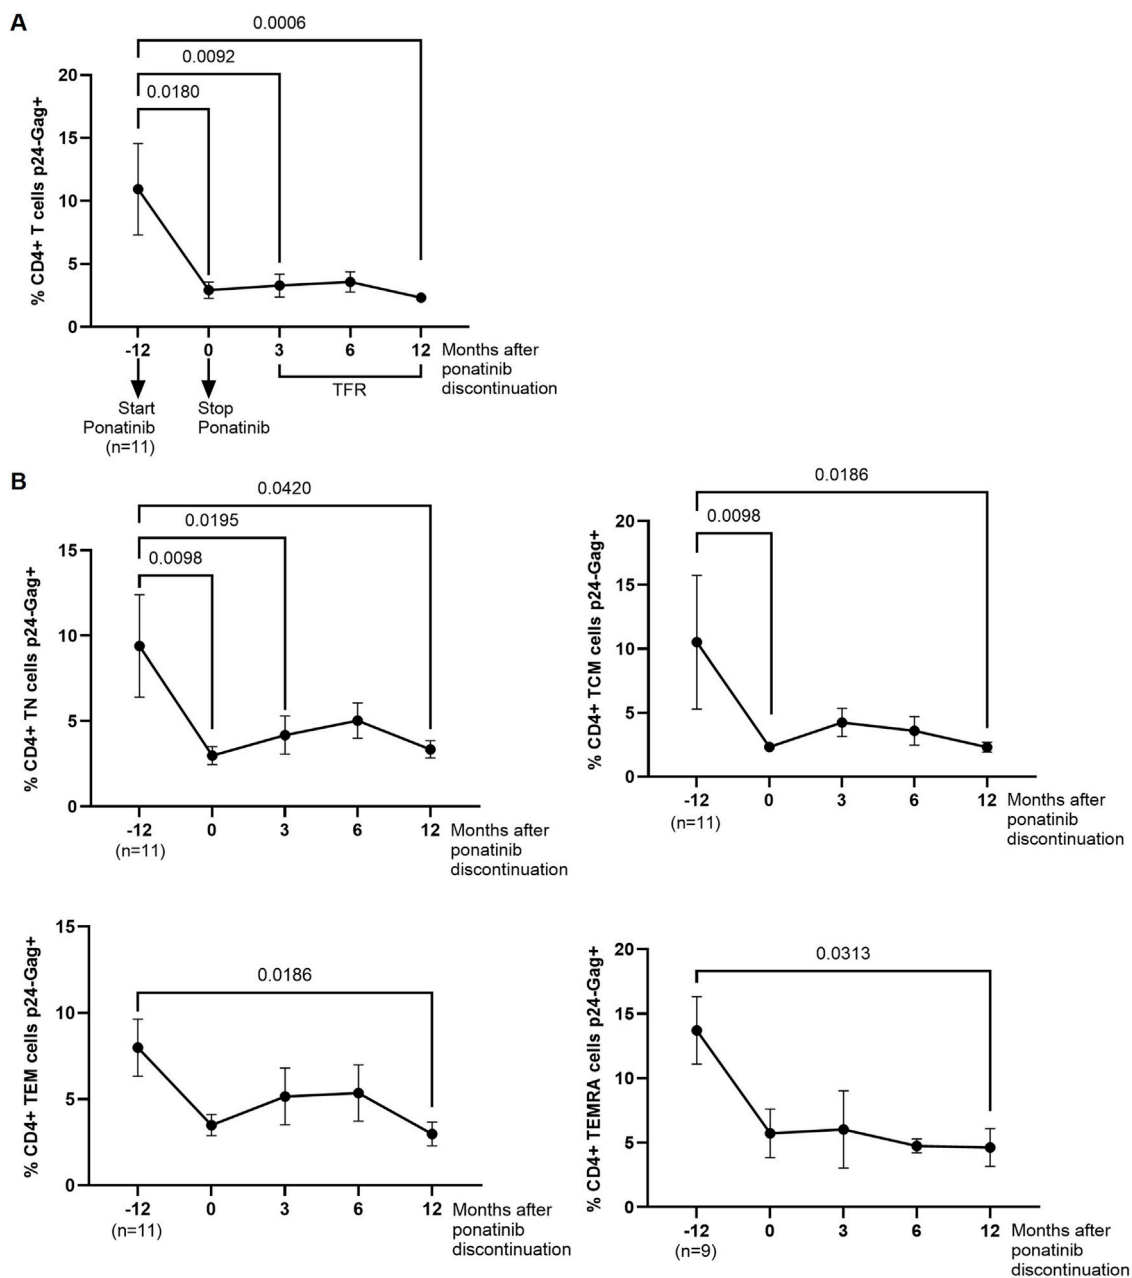 A
0.0006
0.0092
0.0180
% CD4+ T cells p24-Gag+
20
15
10
5
0
-12 0 3 6 12
Months after
ponatinib
discontinuation
TFR
Start
Ponatinib
(n=11)
Stop
Ponatinib
B
0.0420
0.0195
0.0098
% CD4+ TN cells p24-Gag+
15
10
5
0
-12 0 3 6 12
(n=11)
Months after
ponatinib
discontinuation
0.0186
0.0098
% CD4+ TCM cells p24-Gag+
20
15
10
5
0
-12 0 3 6 12
(n=11)
Months after
ponatinib
discontinuation
0.0186
% CD4+ TEM cells p24-Gag+
15
10
5
0
-12 0 3 6 12
(n=11)
Months after
ponatinib
discontinuation
0.0313
% CD4+ TEMRA cells p24-Gag+
20
15
10
5
0
-12 0 3 6 12
(n=9)
Months after
ponatinib
discontinuation